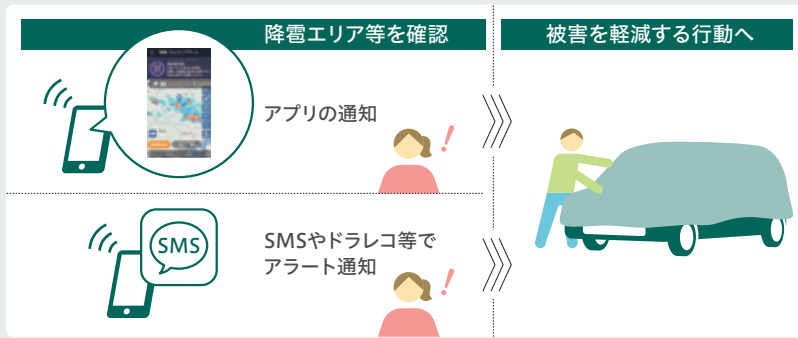 降雹エリア等を確認
被害を軽減する行動へ
アプリの通知
SMS
SMSやドラレコ等で
アラート通知